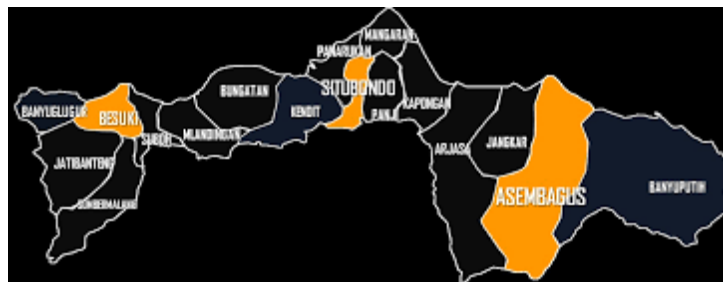 MANGARAN
PANARUKAN
SITUBONDO
BUNGATAN
KENDIT
KAPONGAN
PANJI
BANYUGLUGUR
BESUKI
SUBOH
MLANDINGAN
ARJASA
JANGKAR
JATIBANTENG
BANYUPUTIH
ASEMBAGUS
SUMBERMALANG